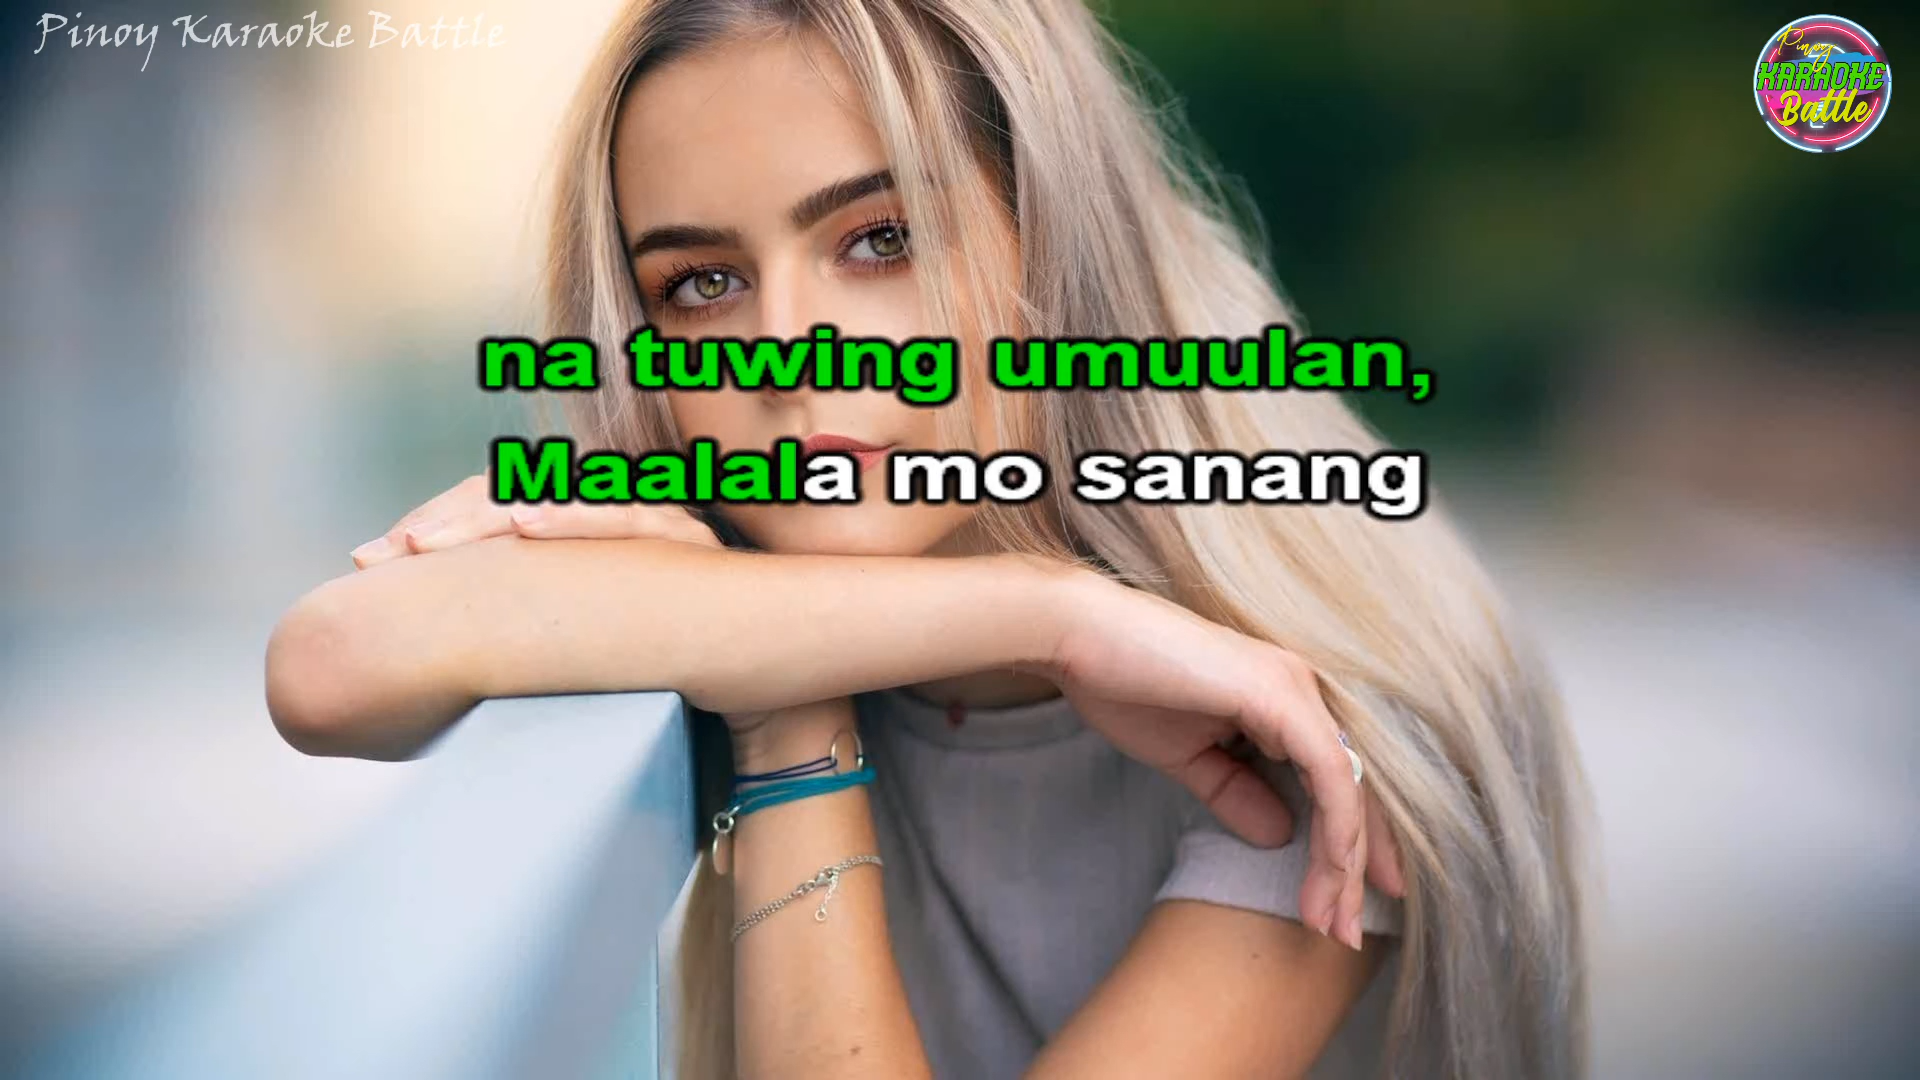 Pinoy Karaoke Battle
Pinoy
KARAOKE
Battle
na tuwing umuulan,
Maalala mo sanang